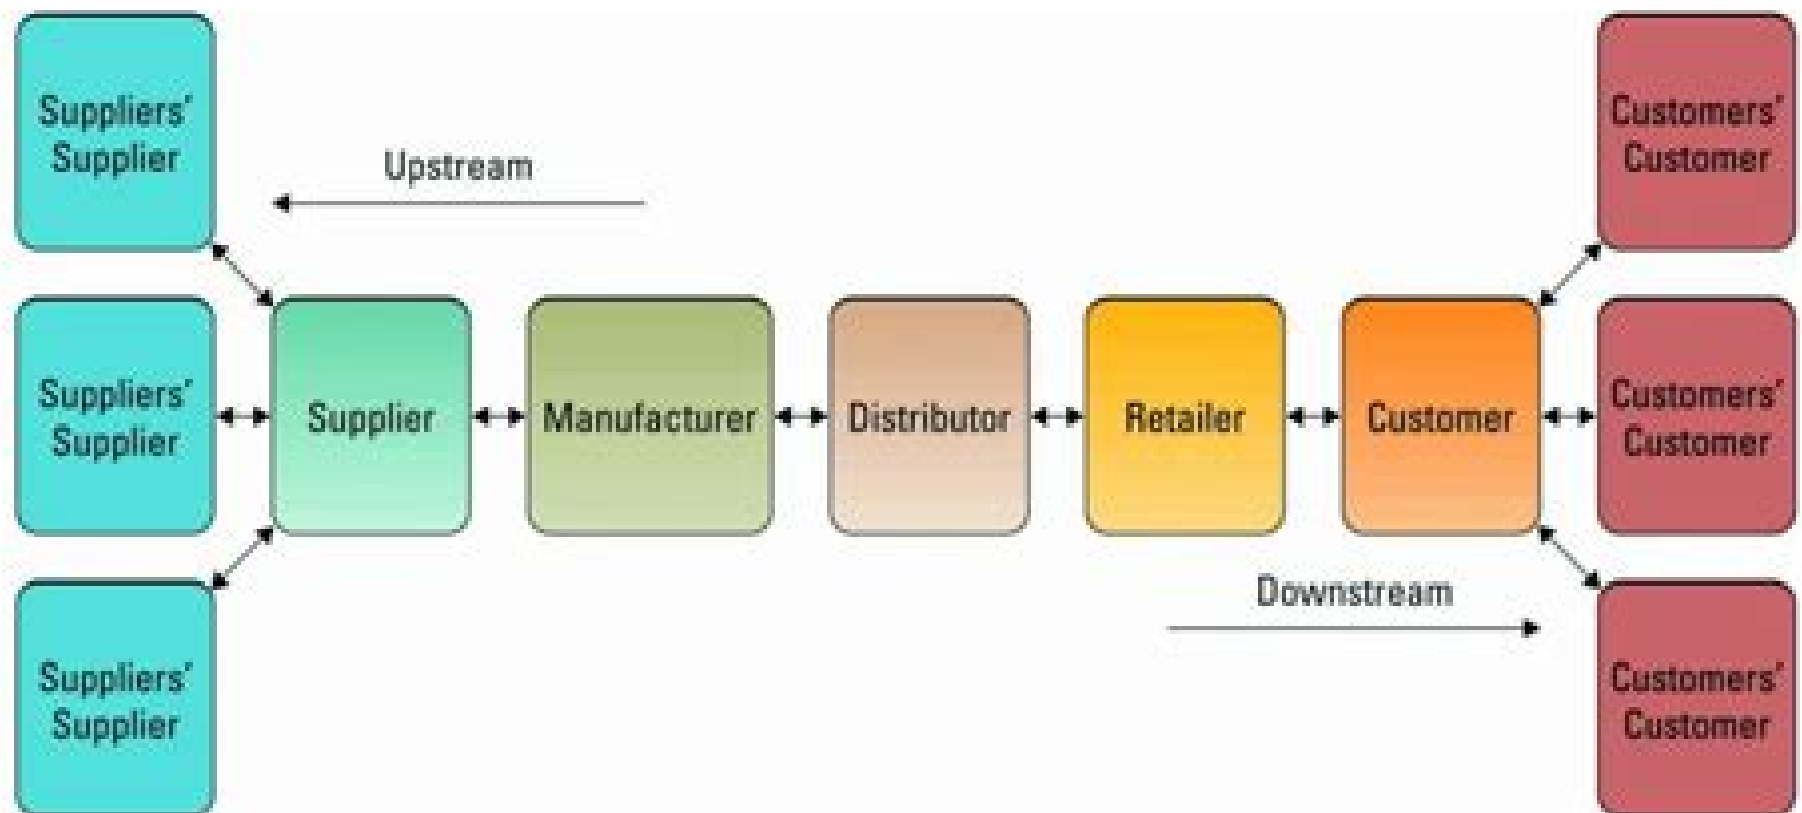 Suppliers'
Supplier
Customers'
Customer
Upstream
Suppliers'
Supplier
Supplier
Manufacturer
Distributor
Retailer
Customer
Customers'
Customer
Downstream
Suppliers'
Supplier
Customers'
Customer